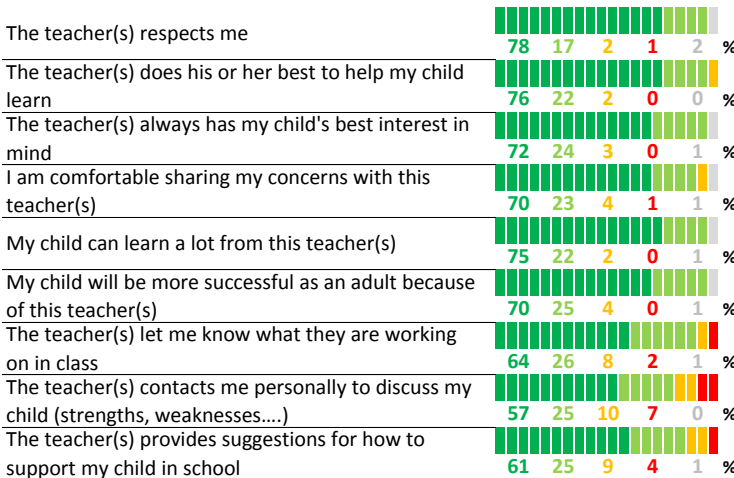 The teacher(s) respects me
78 17 2 1 2 %
The teacher(s) does his or her best to help my child
learn
76 22 2 0 0 %
The teacher(s) always has my child's best interest in
mind
72 24 3 0 1 %
I am comfortable sharing my concerns with this
teacher(s)
70 23 4 1 1 %
My child can learn a lot from this teacher(s)
75 22 2 0 1 %
My child will be more successful as an adult because
of this teacher(s)
70 25 4 0 1 %
The teacher(s) let me know what they are working
on in class
64 26 8 2 1 %
The teacher(s) contacts me personally to discuss my
child (strengths, weaknesses....)
57 25 10 7 0 %
The teacher(s) provides suggestions for how to
support my child in school
61 25 9 4 1 %